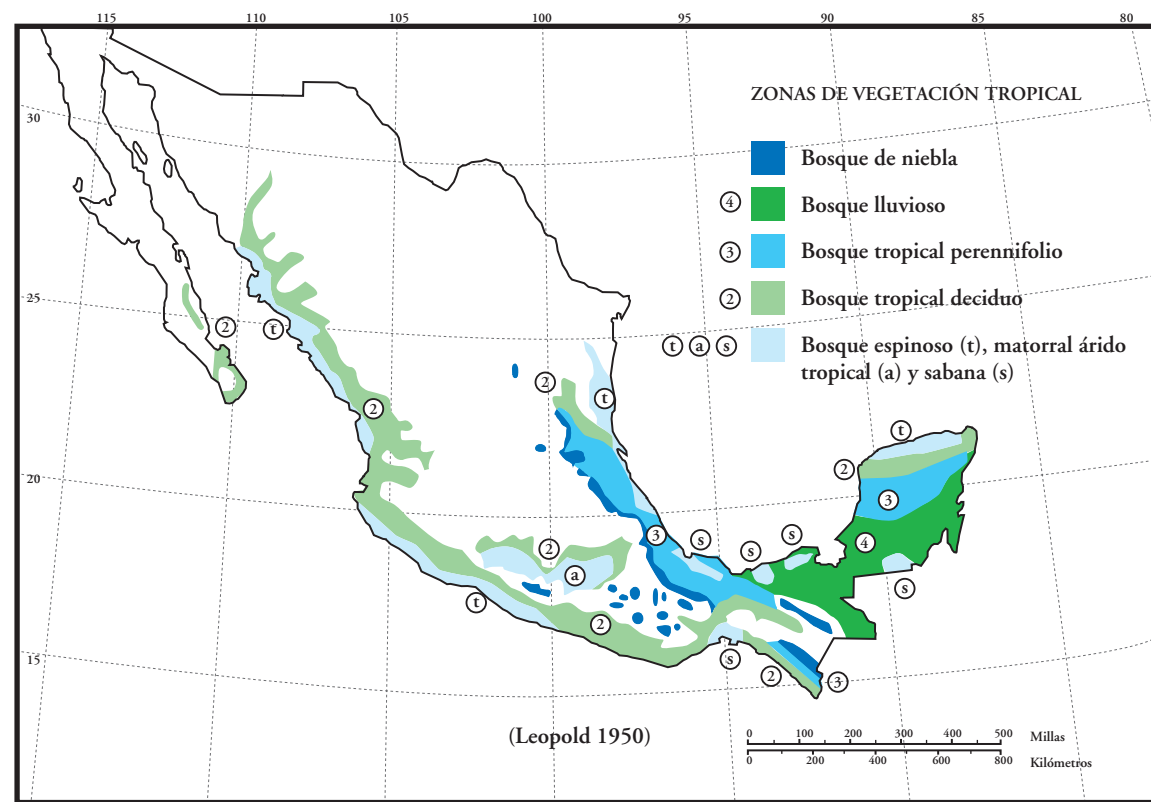 115 110 105 100 95 90 85 80
ZONAS DE VEGETACIÓN TROPICAL
30
Bosque de niebla
4 Bosque lluvioso
3 Bosque tropical perennifolio
25
2 Bosque tropical deciduo
t a s Bosque espinoso (t), matorral árido
tropical (a) y sabana (s)
2 t
2 t
2
t
2
20
3
3 s s s 4
2
a
s
t
2
15
s 2 3
(Leopold 1950)
0 100 200 300 400 500 Millas
0 200 400 600 800 Kilómetros